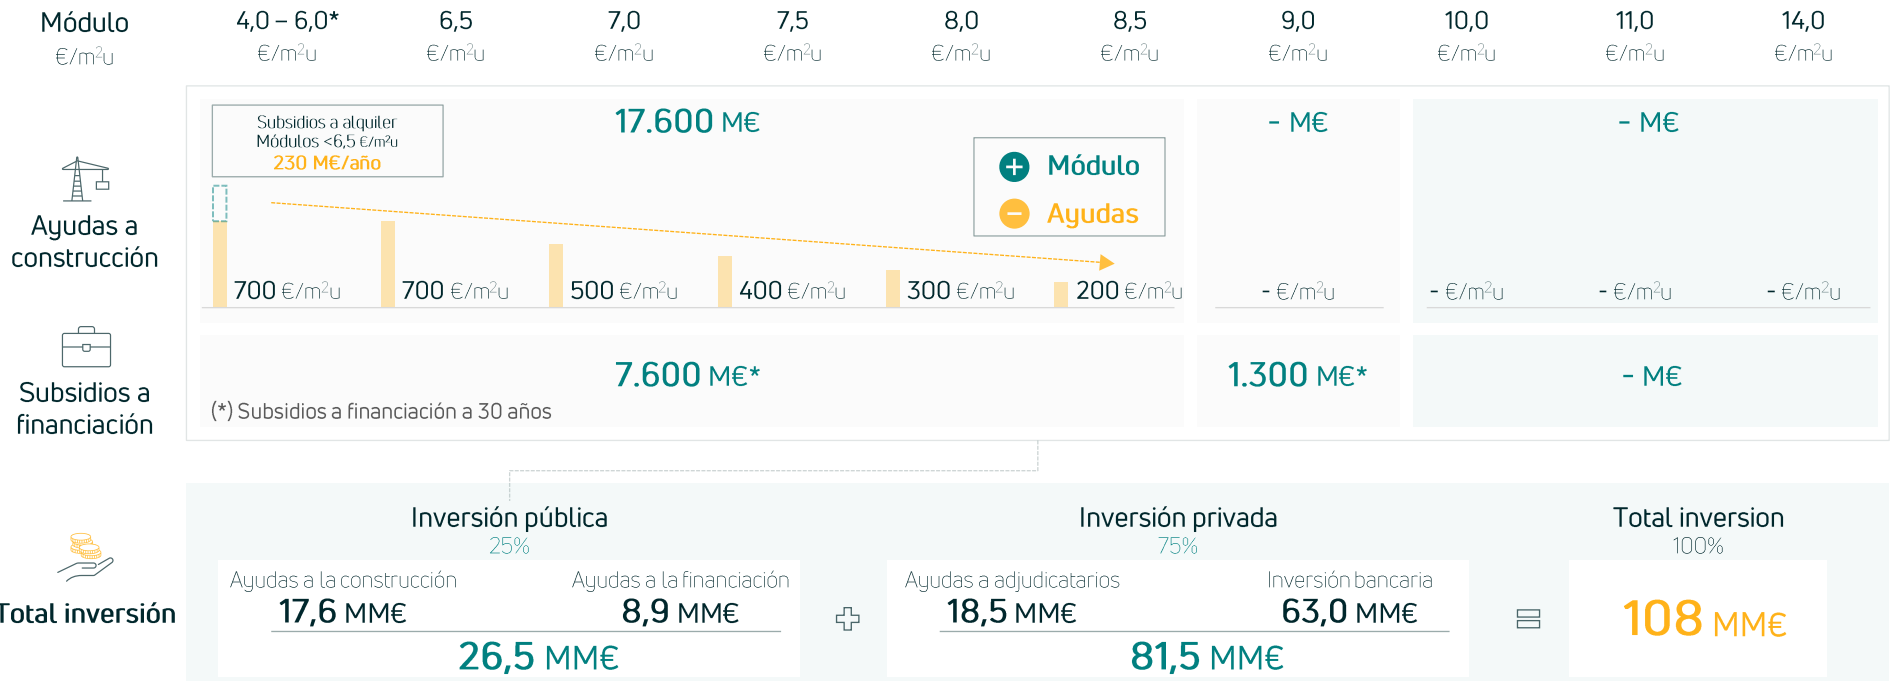 Módulo
€/m²u
4,0 – 6,0*
€/m²u
6,5
€/m²u
7,0
€/m²u
7,5
€/m²u
8,0
€/m²u
8,5
€/m²u
9,0
€/m²u
10,0
€/m²u
11,0
€/m²u
14,0
€/m²u
Ayudas a
construcción
Subsidios a alquiler
Módulos <6,5 €/m²u
230 M€/año
17.600 M€
+ Módulo
− Ayudas
- M€
- M€
700 €/m²u
700 €/m²u
500 €/m²u
400 €/m²u
300 €/m²u
200 €/m²u
- €/m²u
- €/m²u
- €/m²u
- €/m²u
Subsidios a
financiación
7.600 M€*
1.300 M€*
- M€
(*) Subsidios a financiación a 30 años
Total inversión
Inversión pública
25%
Ayudas a la construcción
17,6 MM€
Ayudas a la financiación
8,9 MM€
26,5 MM€
Inversión privada
75%
Ayudas a adjudicatarios
18,5 MM€
Inversión bancaria
63,0 MM€
81,5 MM€
Total inversion
100%
108 MM€